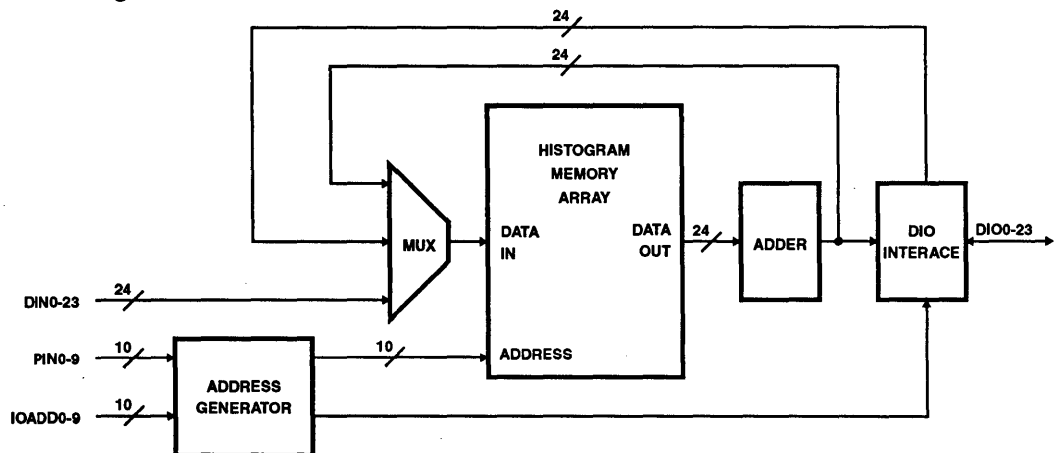 24
24
HISTOGRAM
MEMORY
ARRAY
MUX
DATA
IN
DATA
OUT
24
ADDER
DIO
INTERACE
DIO0-23
DIN0-23
24
PIN0-9
10
10
ADDRESS
ADDRESS
GENERATOR
IOADD0-9
10